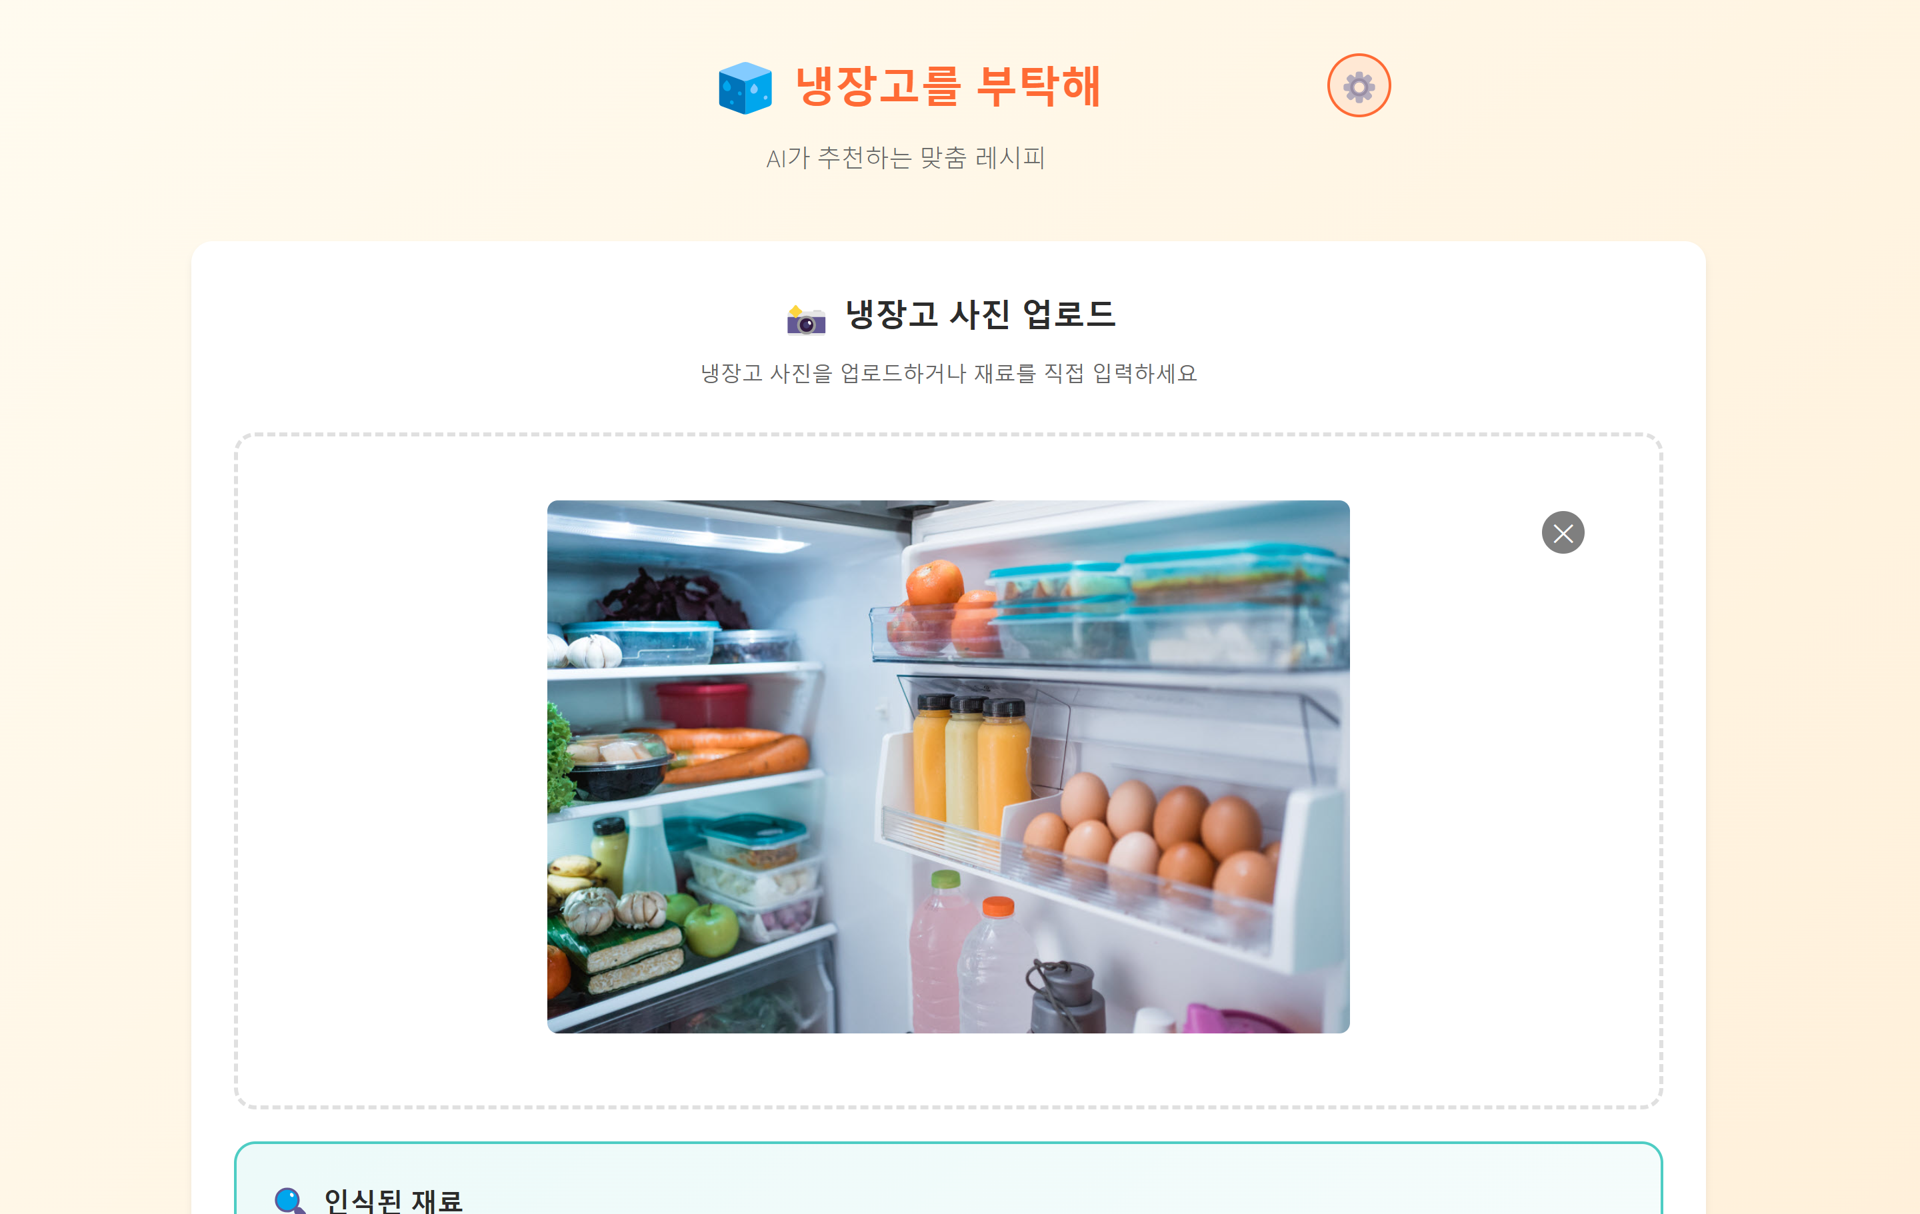 냉장고를 부탁해
AI가 추천하는 맞춤 레시피
냉장고 사진 업로드
냉장고 사진을 업로드하거나 재료를 직접 입력하세요
인식된 재료